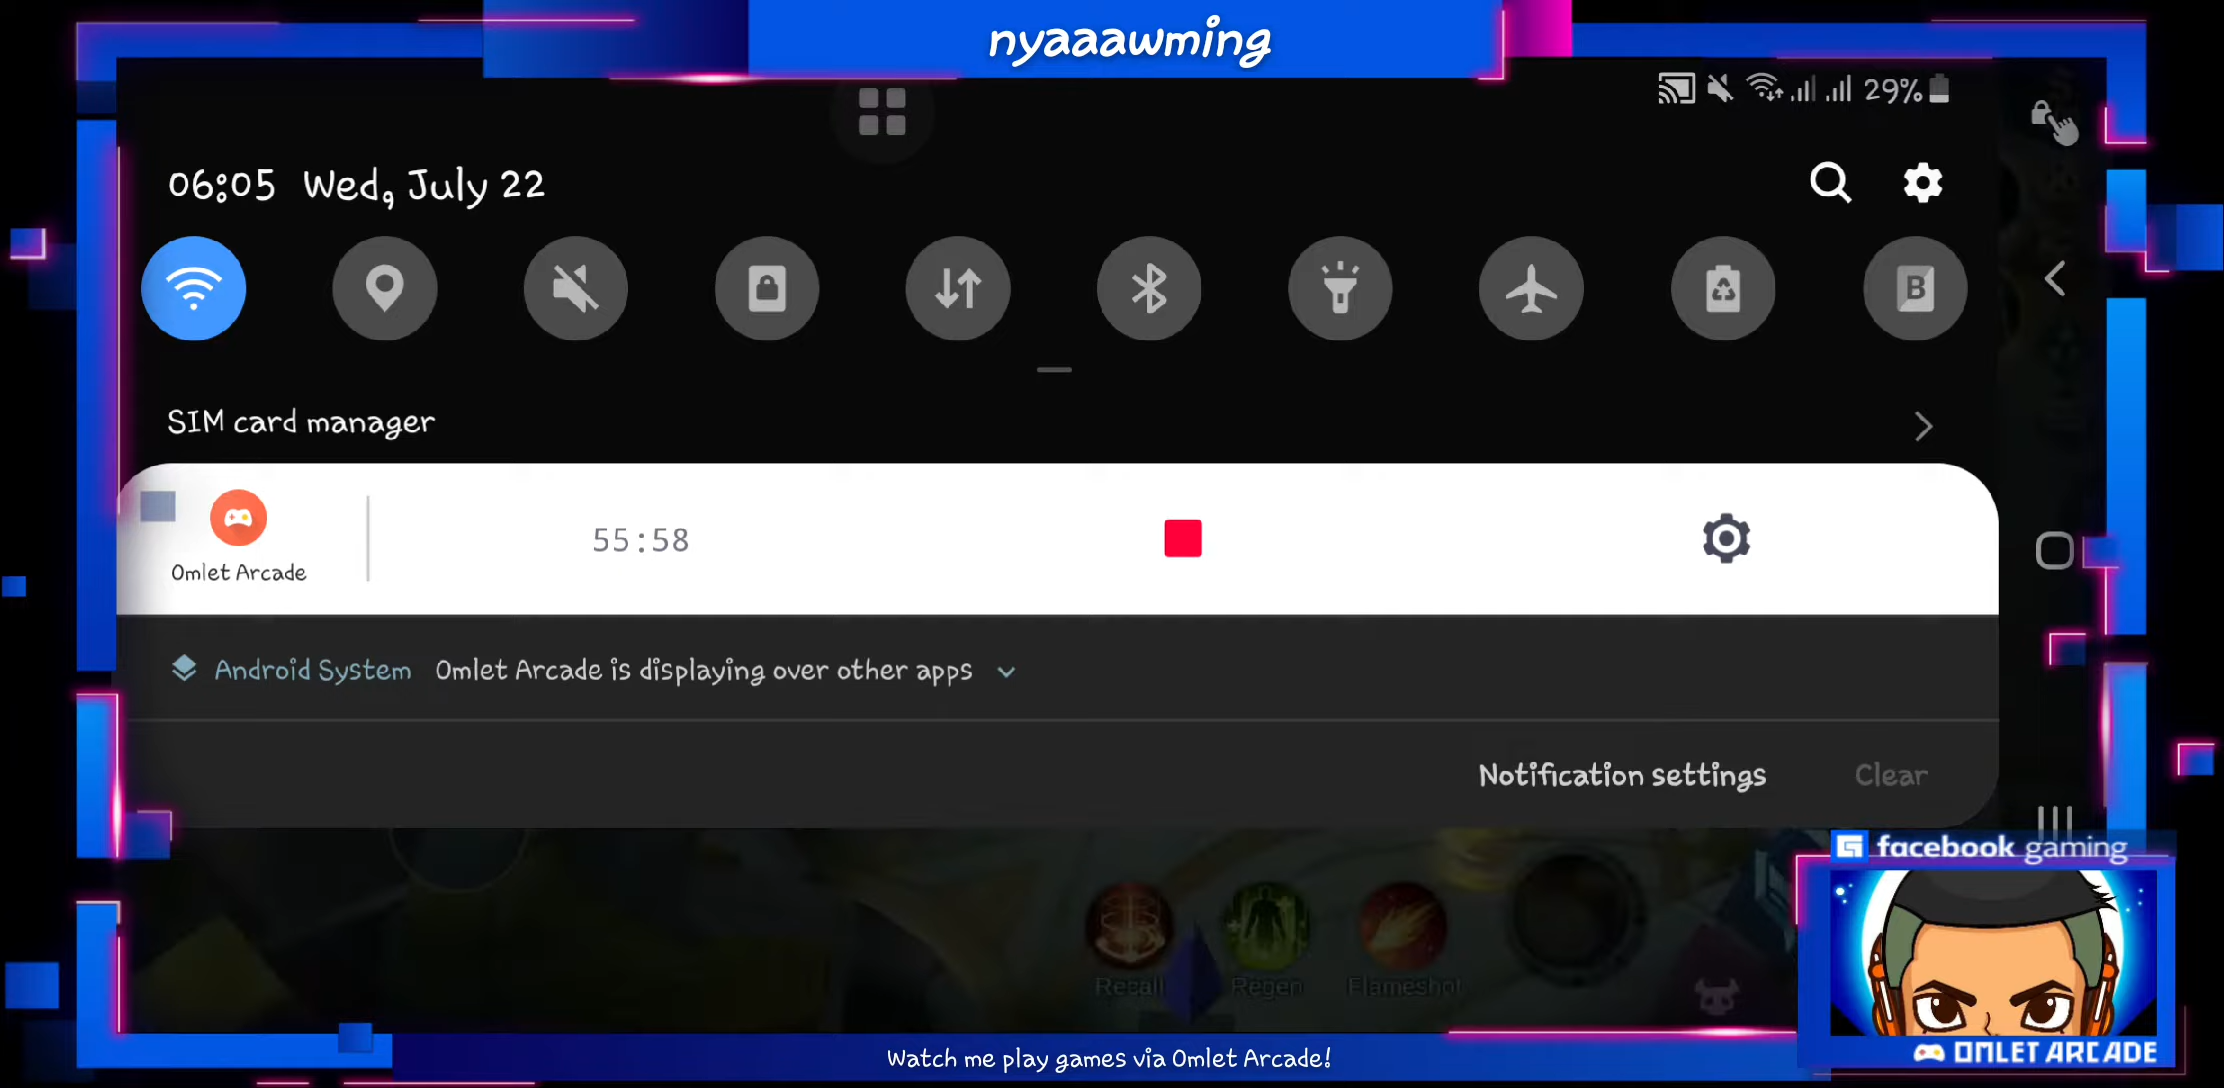 nyaaawming
29%
06:05 Wed, July 22
B
SIM card manager
Omlet Arcade
55:58
Android System Omlet Arcade is displaying over other apps
Notification settings Clear
facebook gaming
Recall Regen Flameshot
OMLET ARCADE
Watch me play games via Omlet Arcade!